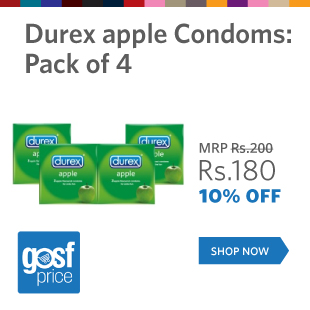 Durex apple Condoms:
Pack of 4
durex
apple
durex
apple
durex
apple
durex
apple
MRP Rs.200
Rs.180
10% OFF
gosf
price
SHOP NOW